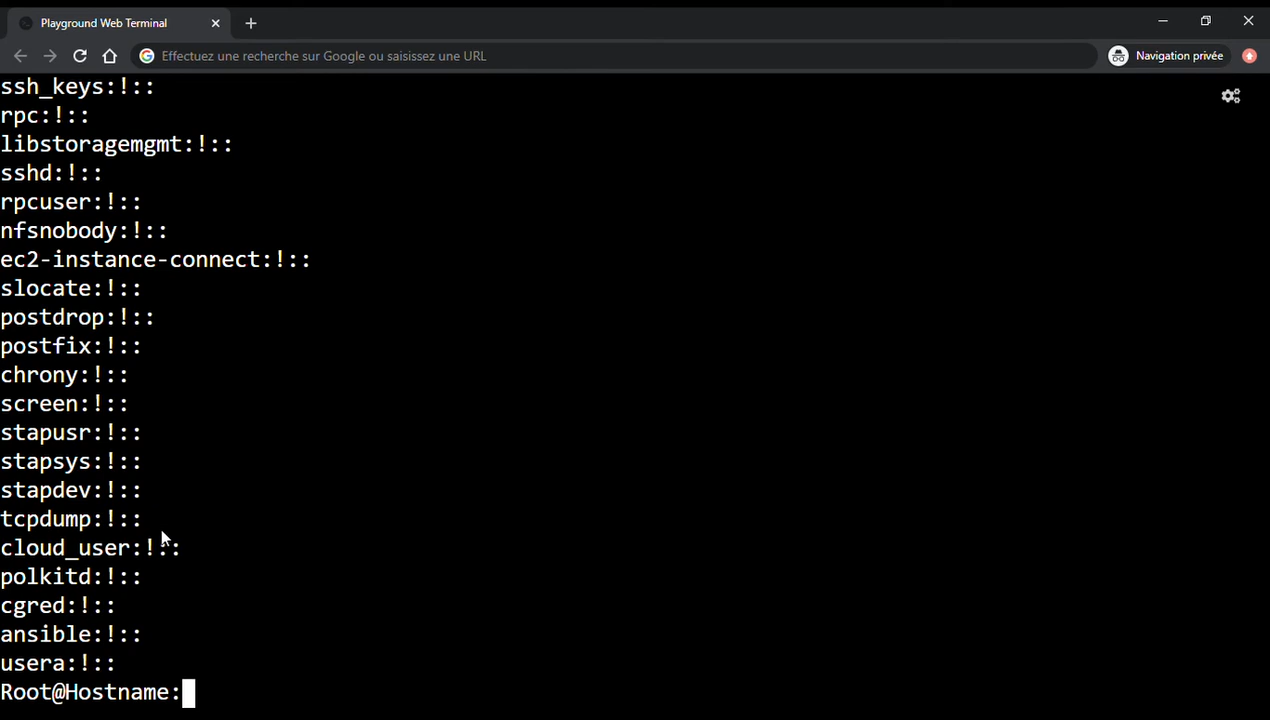 Playground Web Terminal
Effectuez une recherche sur Google ou saisissez une URL
Navigation privée
ssh_keys:!::
rpc:!::
libstoragemgmt:!::
sshd:!::
rpcuser:!::
nfsnobody:!::
ec2-instance-connect:!::
slocate:!::
postdrop:!::
postfix:!::
chrony:!::
screen:!::
stapusr:!::
stapsys:!::
stapdev:!::
tcpdump:!::
cloud_user:!::
polkitd:!::
cgred:!::
ansible:!::
usera:!::
Root@Hostname: